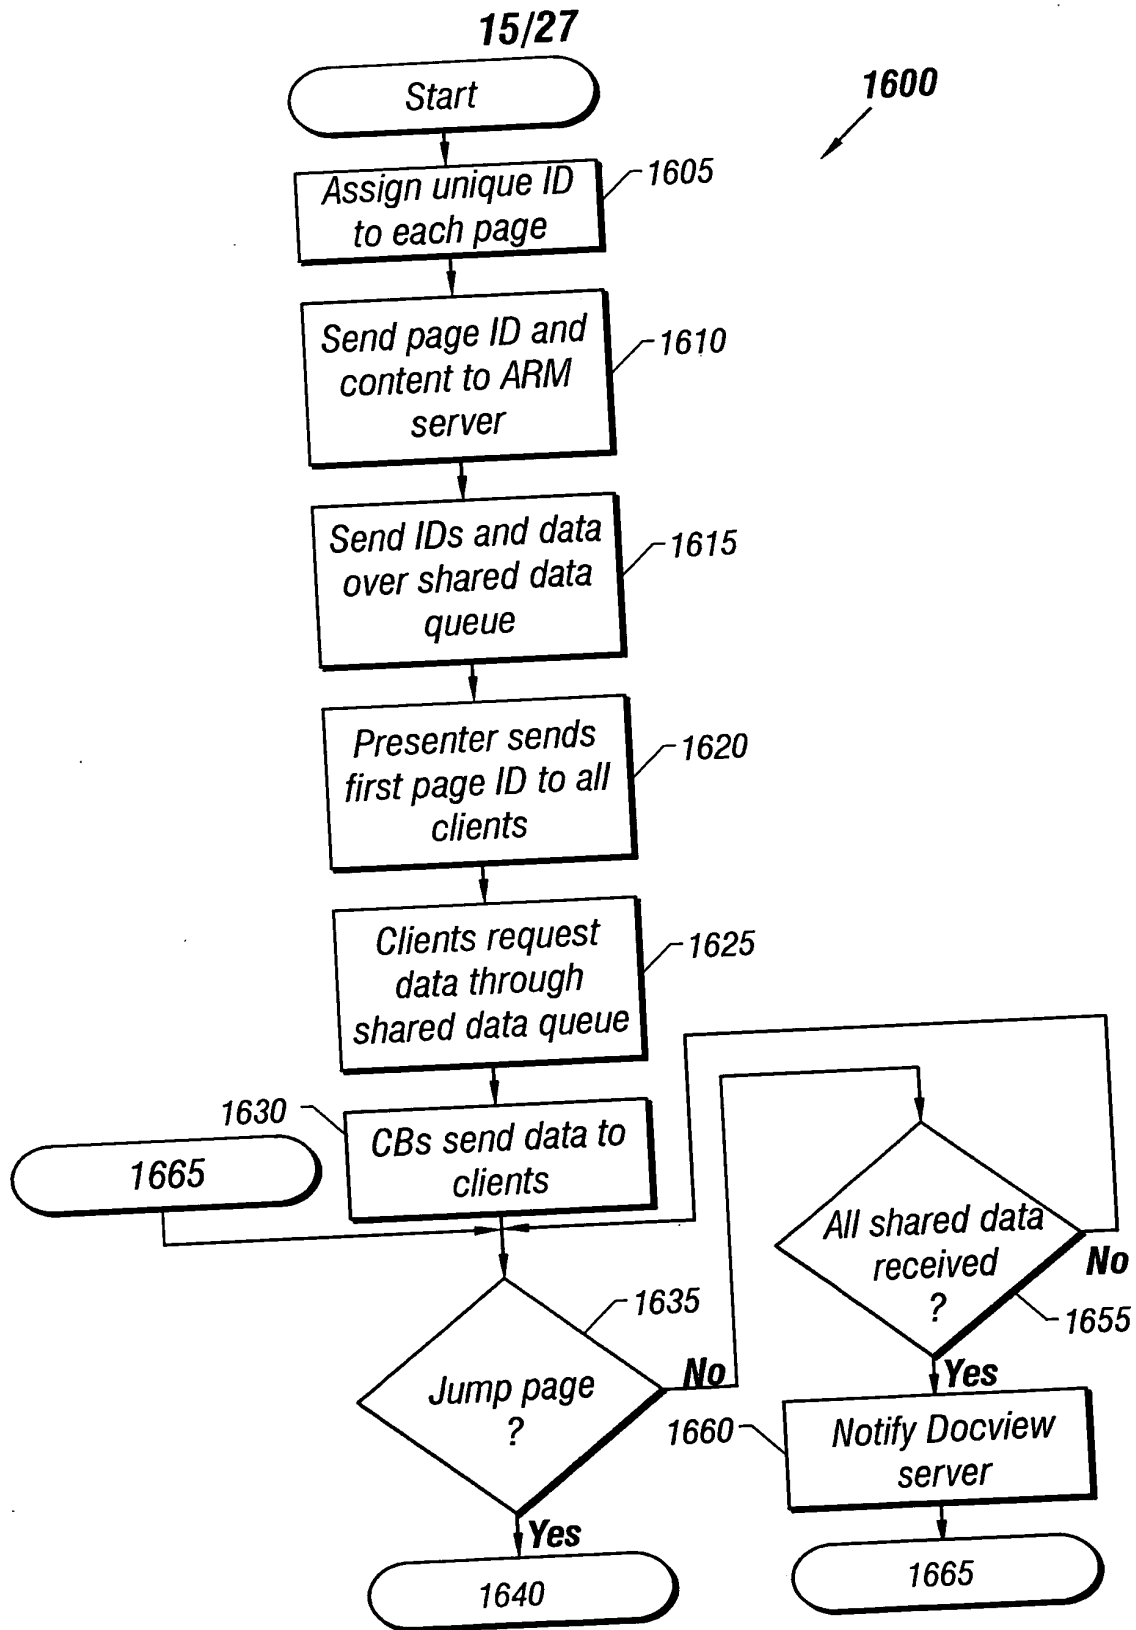 15/27
Start
1600
Assign unique ID
to each page
1605
Send page ID and
content to ARM
server
1610
Send IDs and data
over shared data
queue
1615
Presenter sends
first page ID to all
clients
1620
Clients request
data through
shared data queue
1625
1630
CBs send data to
clients
1665
Jump page
?
1635
No
Yes
1640
All shared data
received
?
No
1655
Yes
1660
Notify Docview
server
1665